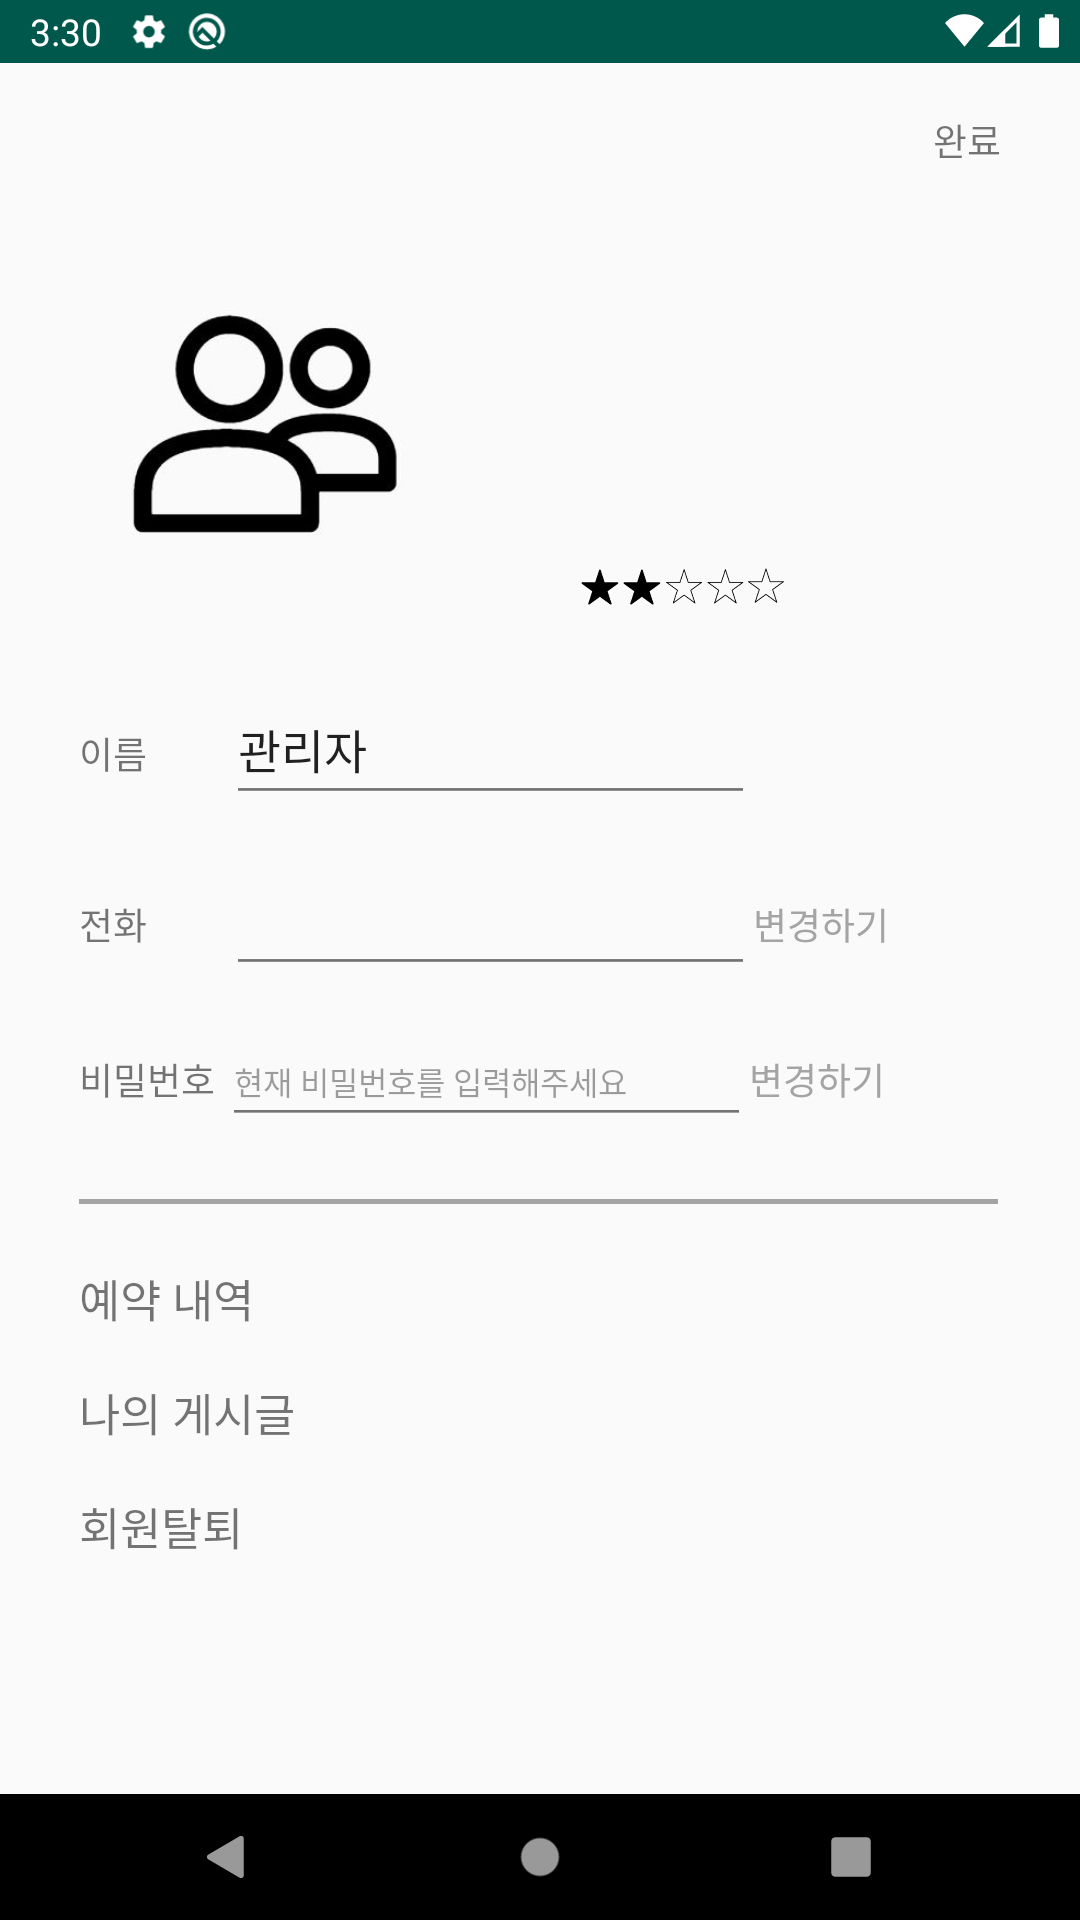 3:30
완료
★★☆☆☆
이름 관리자
전화 변경하기
비밀번호 현재 비밀번호를 입력해주세요 변경하기
예약 내역
나의 게시글
회원탈퇴